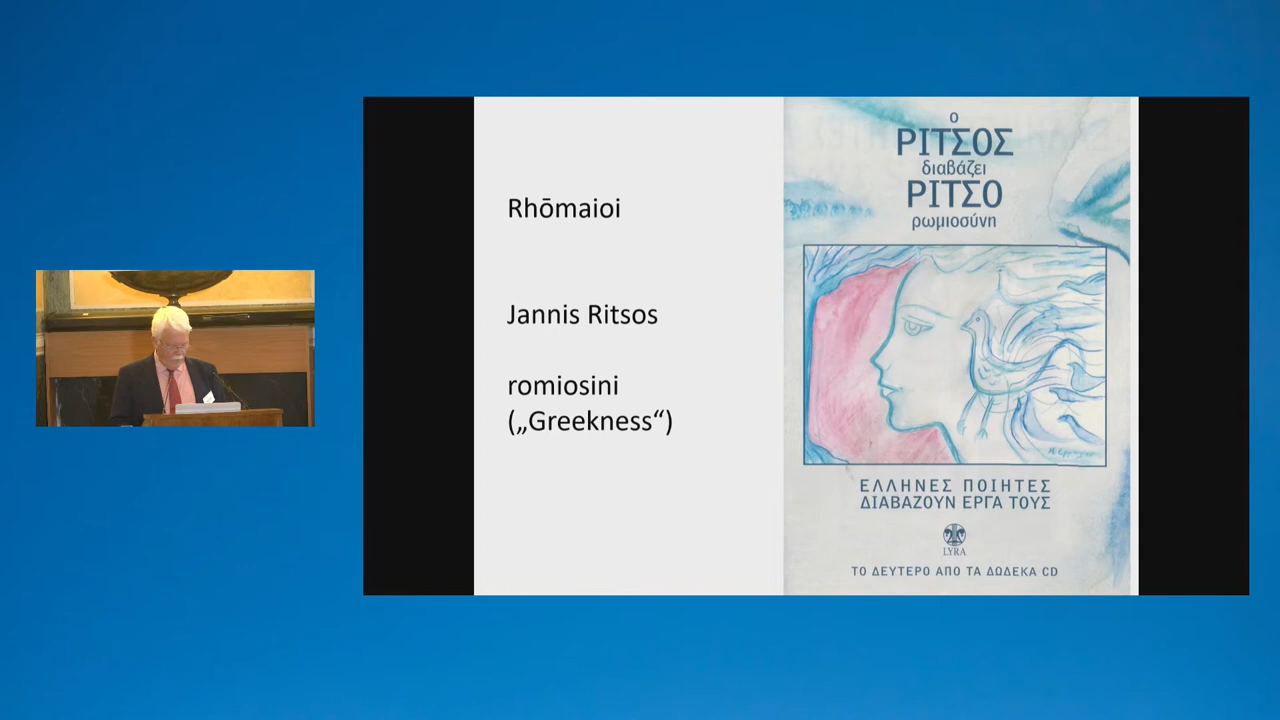 Rhōmaioi
Jannis Ritsos
romiosini
(„Greekness“)
ο
ΡΙΤΣΟΣ
διαβάζει
ΡΙΤΣΟ
ρωμιοσύνη
ΕΛΛΗΝΕΣ ΠΟΙΗΤΕΣ
ΔΙΑΒΑΖΟΥΝ ΕΡΓΑ ΤΟΥΣ
LYRA
ΤΟ ΔΕΥΤΕΡΟ ΑΠΟ ΤΑ ΔΩΔΕΚΑ CD